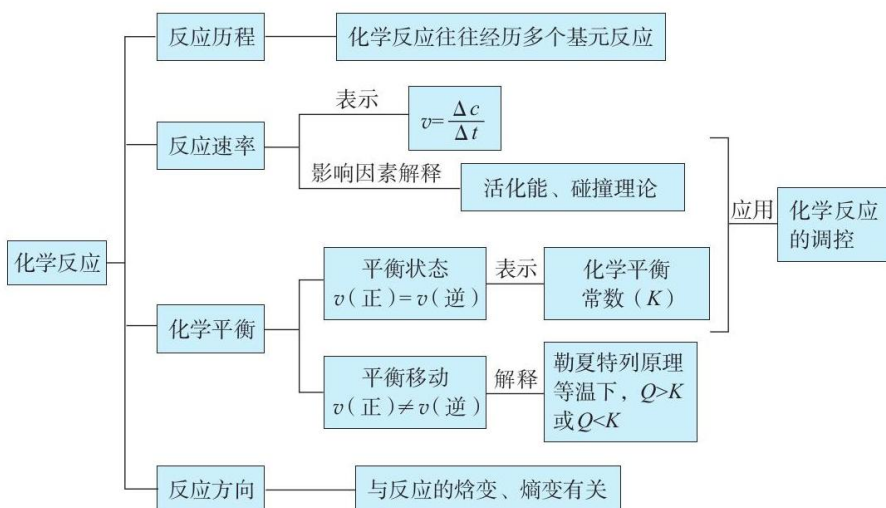 反应历程
化学反应往往经历多个基元反应
反应速率
表示
v=Δc/Δt
影响因素解释
活化能、碰撞理论
应用
化学反应
的调控
化学反应
化学平衡
平衡状态
v(正)=v(逆)
表示
化学平衡
常数(K)
平衡移动
v(正)≠v(逆)
解释
勒夏特列原理
等温下，Q>K
或Q<K
反应方向
与反应的焓变、熵变有关